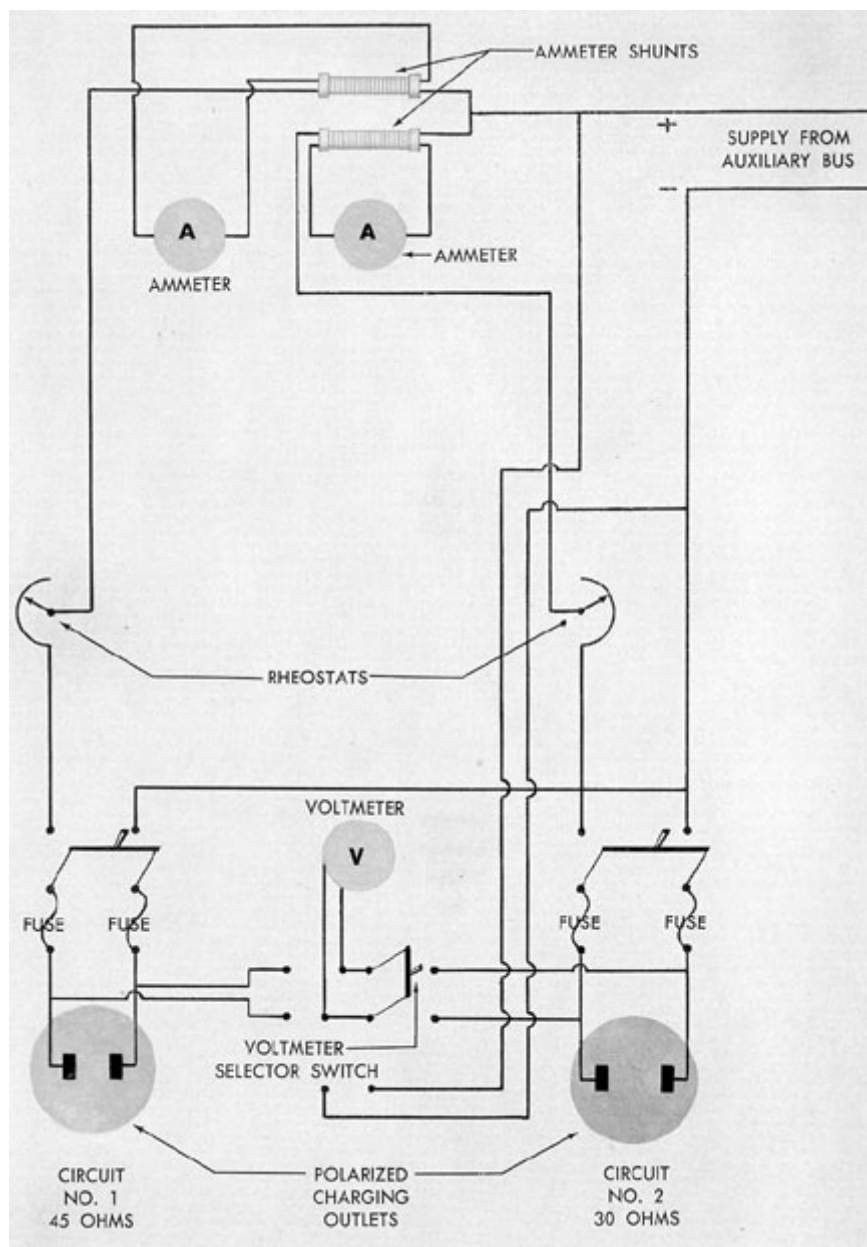 AMMETER SHUNTS
+
SUPPLY FROM
AUXILIARY BUS
−
A
A
AMMETER
AMMETER
RHEOSTATS
VOLTMETER
V
FUSE
FUSE
FUSE
FUSE
VOLTMETER
SELECTOR SWITCH
CIRCUIT
NO. 1
45 OHMS
POLARIZED
CHARGING
OUTLETS
CIRCUIT
NO. 2
30 OHMS